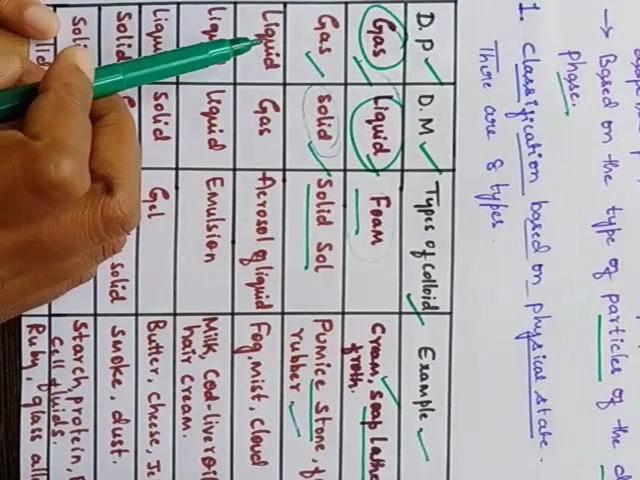 → Based on the type of particles of the
phase.
1. Classification based on physical state.
There are 8 types.
D.P D.M Types of colloid Example
Gas Liquid Foam Cream, Soap Lathe
froth.
Gas Solid Solid Sol Pumice Stone,
rubber.
Liquid Gas Aerosol of liquid Fog, mist, cloud
Liquid Emulsion Milk, Cod-liver oil
hair cream.
Solid Gel Butter, cheese,
Solid solid Smoke, dust.
Starch, protein,
cell fluids.
Ruby, glass